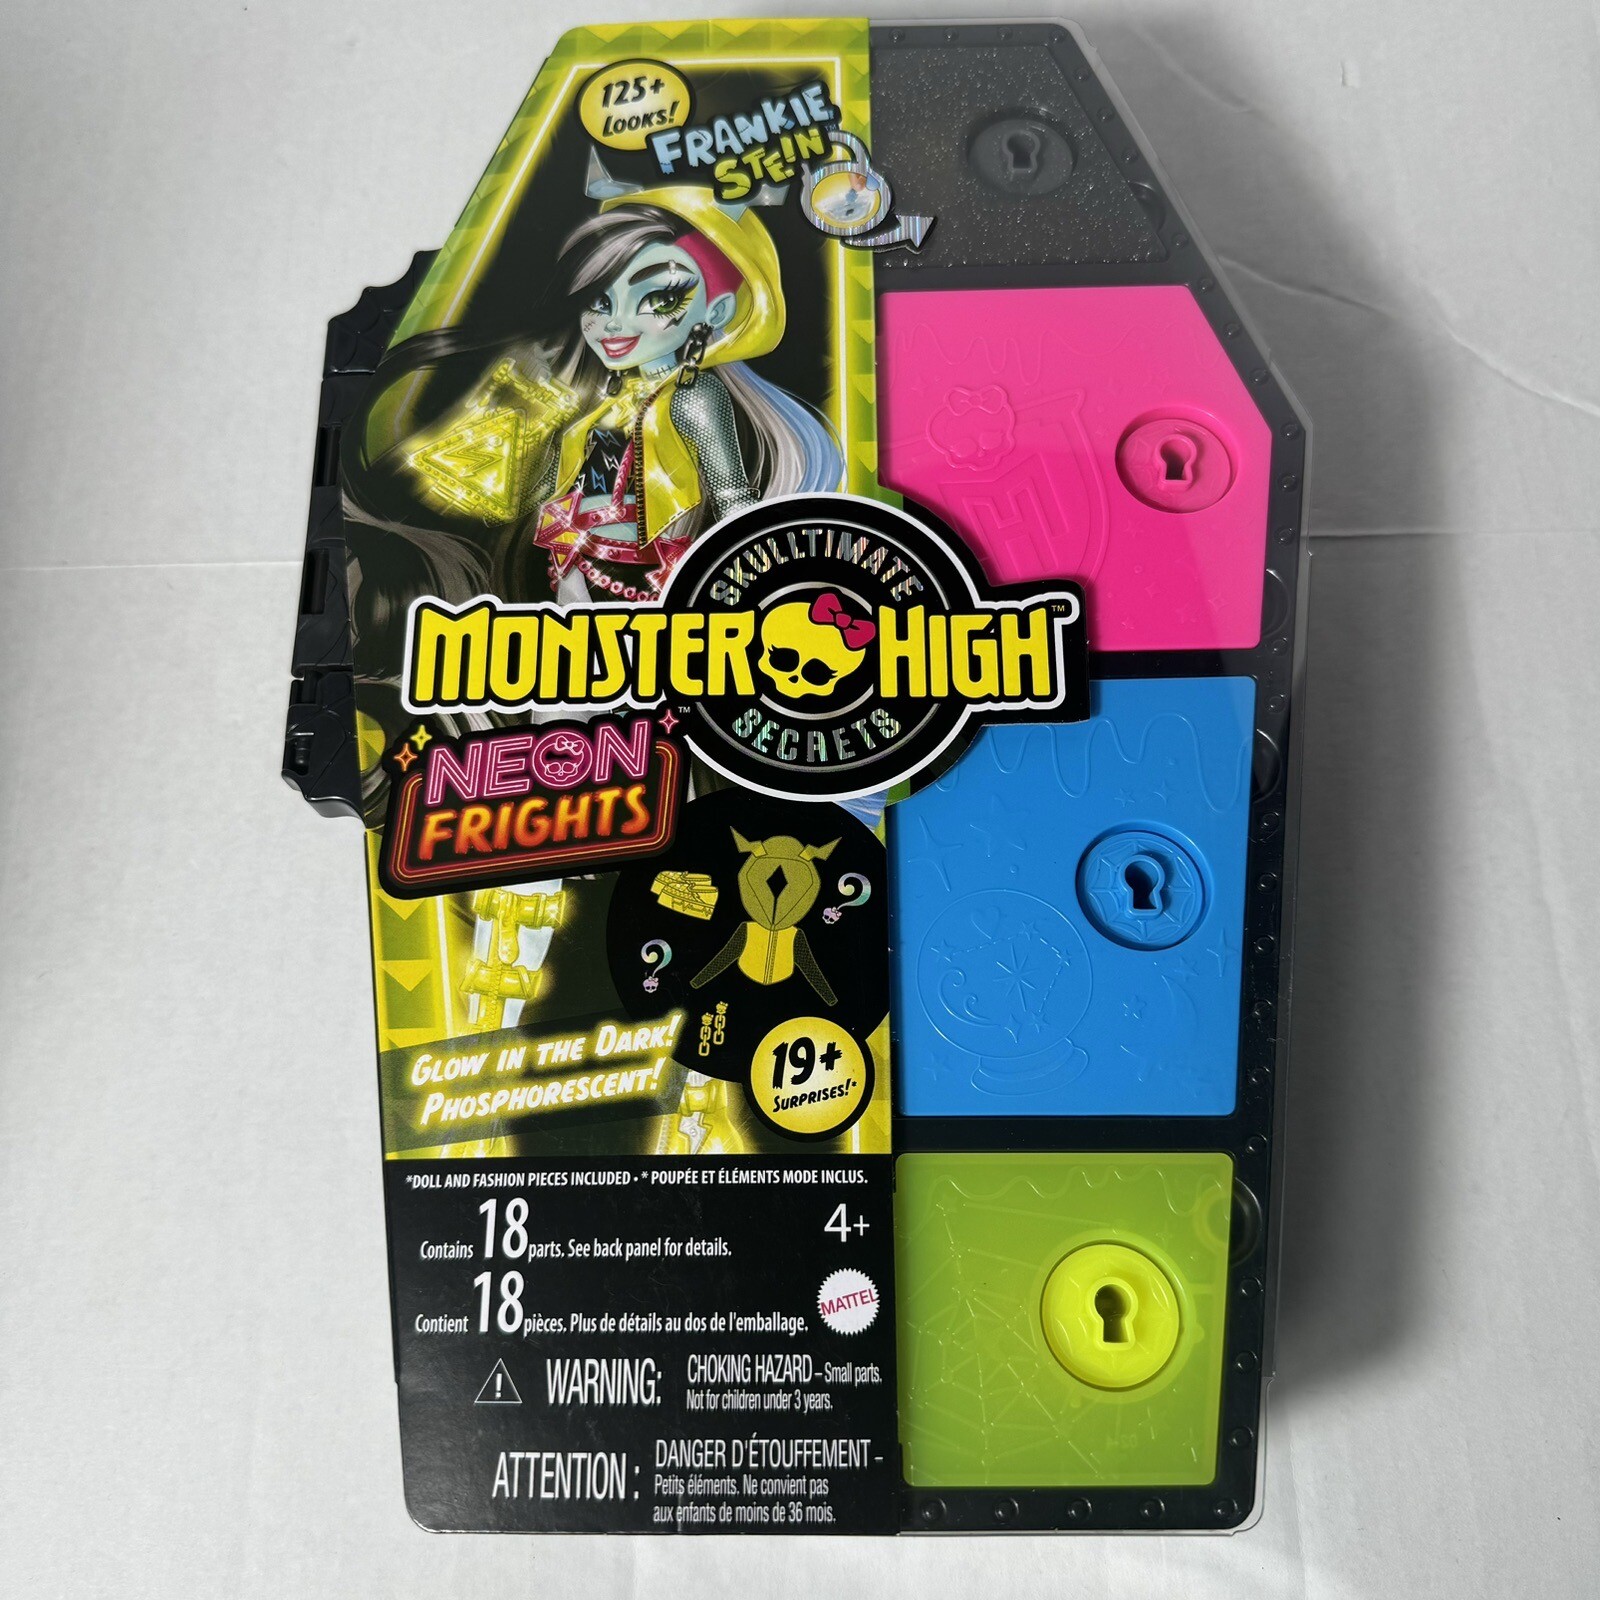 125+
LOOKS!
FRANKIE
STEIN™
SKULLTIMATE
MONSTER HIGH™
SECRETS™
NEON
FRIGHTS
GLOW IN THE DARK!
PHOSPHORESCENT!
19+
SURPRISES!*
*DOLL AND FASHION PIECES INCLUDED • * POUPÉE ET ÉLÉMENTS MODE INCLUS.
Contains 18 parts. See back panel for details.
4+
Contient 18 pièces. Plus de détails au dos de l'emballage.
MATTEL
WARNING: CHOKING HAZARD – Small parts.
Not for children under 3 years.
ATTENTION : DANGER D'ÉTOUFFEMENT –
Petits éléments. Ne convient pas
aux enfants de moins de 36 mois.